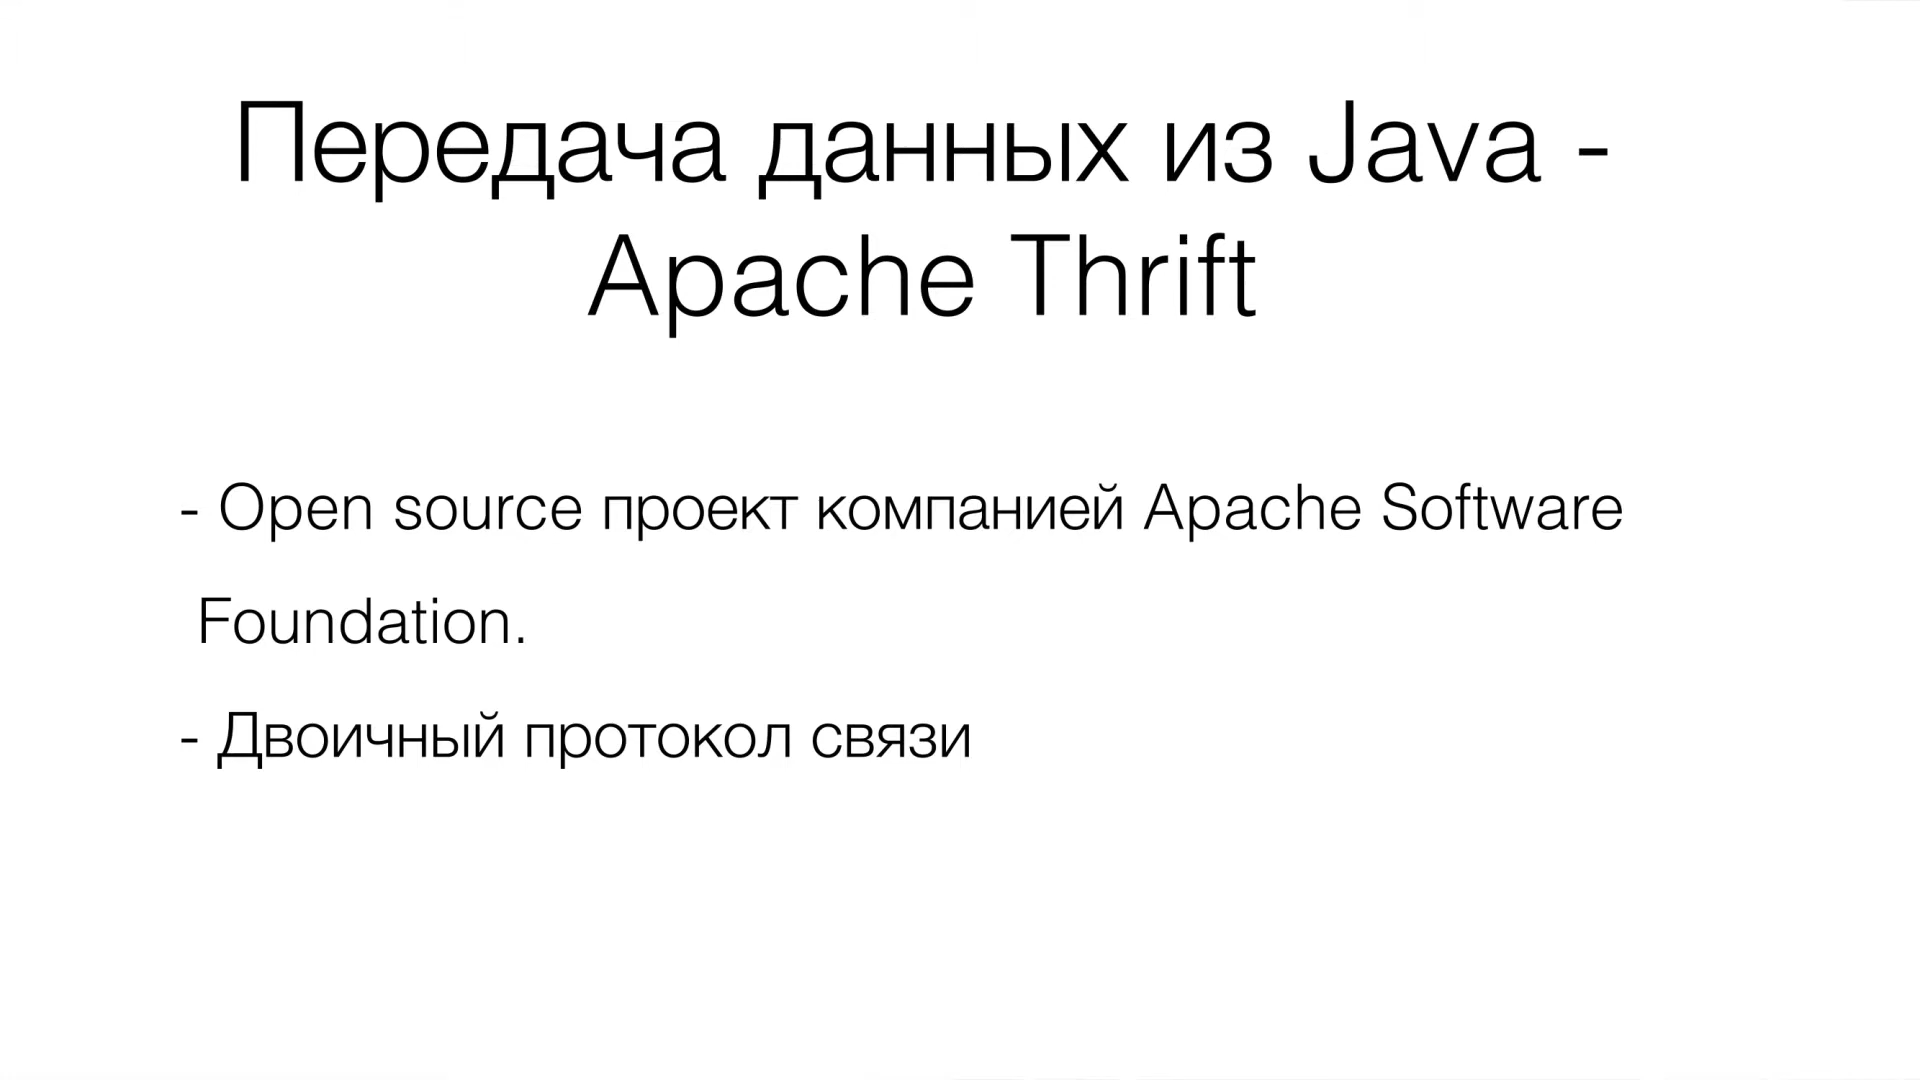 Передача данных из Java -
Apache Thrift
- Open source проект компанией Apache Software
Foundation.
- Двоичный протокол связи